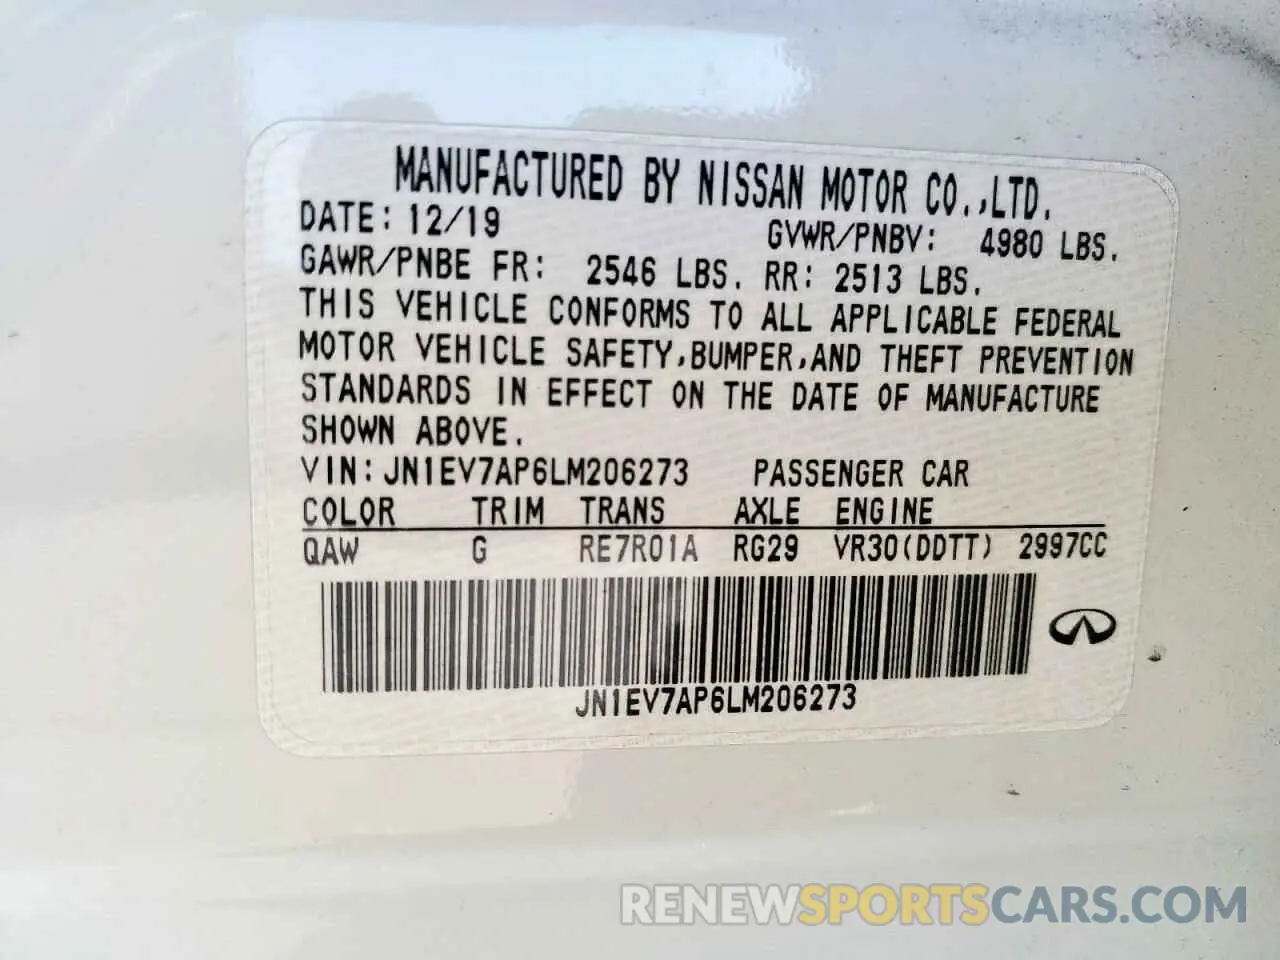 MANUFACTURED BY NISSAN MOTOR CO.,LTD.
DATE: 12/19 GVWR/PNBV: 4980 LBS.
GAWR/PNBE FR: 2546 LBS. RR: 2513 LBS.
THIS VEHICLE CONFORMS TO ALL APPLICABLE FEDERAL
MOTOR VEHICLE SAFETY,BUMPER,AND THEFT PREVENTION
STANDARDS IN EFFECT ON THE DATE OF MANUFACTURE
SHOWN ABOVE.
VIN: JN1EV7AP6LM206273 PASSENGER CAR
COLOR TRIM TRANS AXLE ENGINE
QAW G RE7R01A RG29 VR30(DDTT) 2997CC
JN1EV7AP6LM206273
RENEWSPORTSCARS.COM